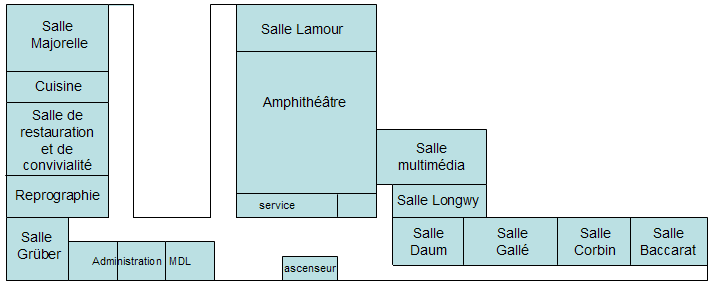 Salle
Majorelle
Cuisine
Salle de
restauration
et de
convivialité
Reprographie
Salle
Grüber
Administration
MDL
Salle Lamour
Amphithéâtre
service
ascenseur
Salle
multimédia
Salle Longwy
Salle
Daum
Salle
Gallé
Salle
Corbin
Salle
Baccarat